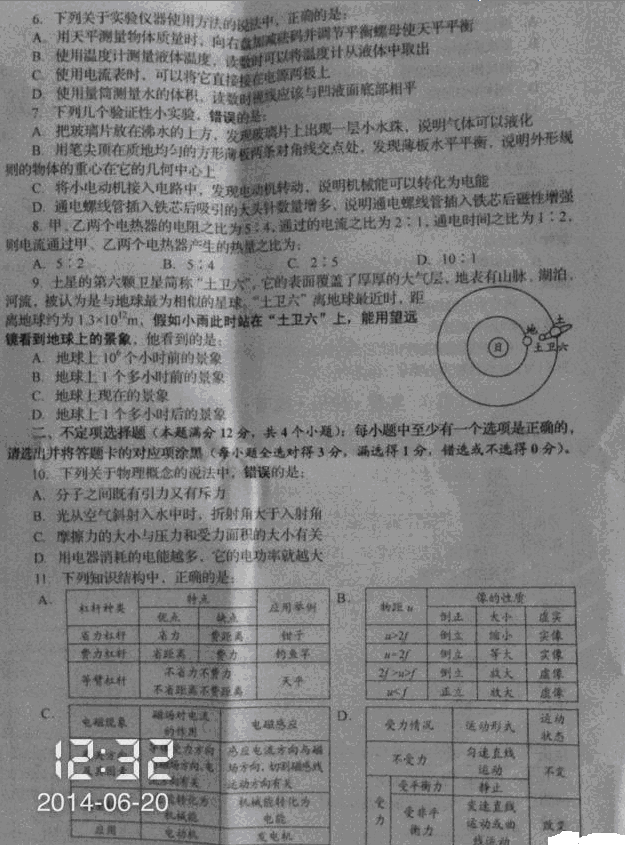 6. 下列关于实验仪器使用方法的说法中，正确的是：
A. 用天平测量物体质量时，向右盘加减砝码并调节平衡螺母使天平平衡
B. 使用温度计测量液体温度，读数时可以将温度计从液体中取出
C. 使用电流表时，可以将它直接接在电源两极上
D. 使用量筒测量水的体积，读数时视线应该与凹液面底部相平
7. 下列几个验证性小实验，错误的是：
A. 把玻璃片放在沸水的上方，发现玻璃片上出现一层小水珠，说明气体可以液化
B. 用笔尖顶在质地均匀的方形薄板两条对角线交点处，发现薄板水平平衡，说明外形规
则的物体的重心在它的几何中心上
C. 将小电动机接入电路中，发现电动机转动，说明机械能可以转化为电能
D. 通电螺线管插入铁芯后吸引的大头针数量增多，说明通电螺线管插入铁芯后磁性增强
8. 甲、乙两个电热器的电阻之比为5∶4，通过的电流之比为2∶1，通电时间之比为1∶2，
则电流通过甲、乙两个电热器产生的热量之比为：
A. 5∶2 B. 5∶4 C. 2∶5 D. 10∶1
9. 土星的第六颗卫星简称“土卫六”，它的表面覆盖了厚厚的大气层，地表有山脉、湖泊、
河流，被认为是与地球最为相似的星球。“土卫六”离地球最近时，距
离地球约为1.3×10¹²m，假如小雨此时站在“土卫六”上，能用望远
镜看到地球上的景象，他看到的是：
日 地 土 土卫六
A. 地球上10⁶个小时前的景象
B. 地球上1个多小时前的景象
C. 地球上现在的景象
D. 地球上1个多小时后的景象
二、不定项选择题（本题满分12分，共4个小题）：每小题中至少有一个选项是正确的，
请选出并将答题卡的对应项涂黑（每小题全选对得3分，漏选得1分，错选或不选得0分）。
10. 下列关于物理概念的说法中，错误的是：
A. 分子之间既有引力又有斥力
B. 光从空气斜射入水中时，折射角大于入射角
C. 摩擦力的大小与压力和受力面积的大小有关
D. 用电器消耗的电能越多，它的电功率就越大
11. 下列知识结构中，正确的是：
A.
杠杆种类 特点 应用举例
优点 缺点
省力杠杆 省力 费距离 钳子
费力杠杆 省距离 费力 钓鱼竿
等臂杠杆 不省力不费力 不省距离不费距离 天平
B.
物距u 像的性质
倒正 大小 虚实
u>2f 倒立 缩小 实像
u=2f 倒立 等大 实像
2f>u>f 倒立 放大 虚像
u<f 正立 放大 虚像
C.
电磁现象 磁场对电流的作用 电磁感应
受力方向 感应电流方向与磁
场方向、切割磁感线
运动方向有关
转化为机械能 机械能转化为电能
应用 电动机 发电机
D.
受力情况 运动形式 运动状态
不受力 匀速直线运动 不变
受力 受平衡力 静止
受非平衡力 变速直线运动或曲线运动 改变
12:32
2014-06-20